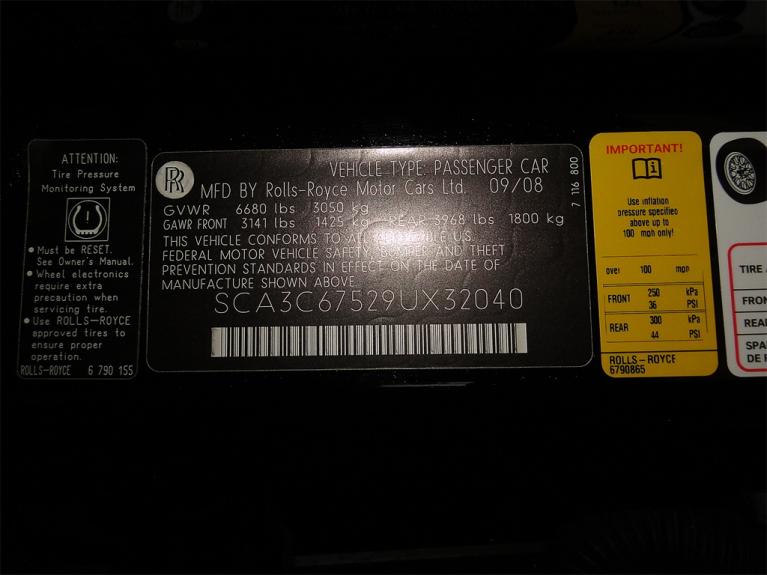 ATTENTION:
Tire Pressure
Monitoring System
• Must be RESET.
See Owner's Manual.
• Wheel electronics
require extra
precaution when
servicing tire.
• Use ROLLS-ROYCE
approved tires to
ensure proper
operation.
ROLLS-ROYCE 6 790 155
RR
VEHICLE TYPE: PASSENGER CAR
MFD BY Rolls-Royce Motor Cars Ltd. 09/08
GVWR 6680 lbs 3050 kg
GAWR FRONT 3141 lbs 1425 kg REAR 3968 lbs 1800 kg
THIS VEHICLE CONFORMS TO U.S.
FEDERAL MOTOR VEHICLE SAFETY, BUMPER AND THEFT
PREVENTION STANDARDS IN EFFECT ON THE DATE OF
MANUFACTURE SHOWN ABOVE.
SCA3C67529UX32040
7 116 800
IMPORTANT!
i
Use inflation
pressure specified
above up to
100 mph only!
over 100 mph
FRONT 250 kPa
36 PSI
REAR 300 kPa
44 PSI
ROLLS-ROYCE
6790865
TIRE
FRON
REA
SPA
DE R